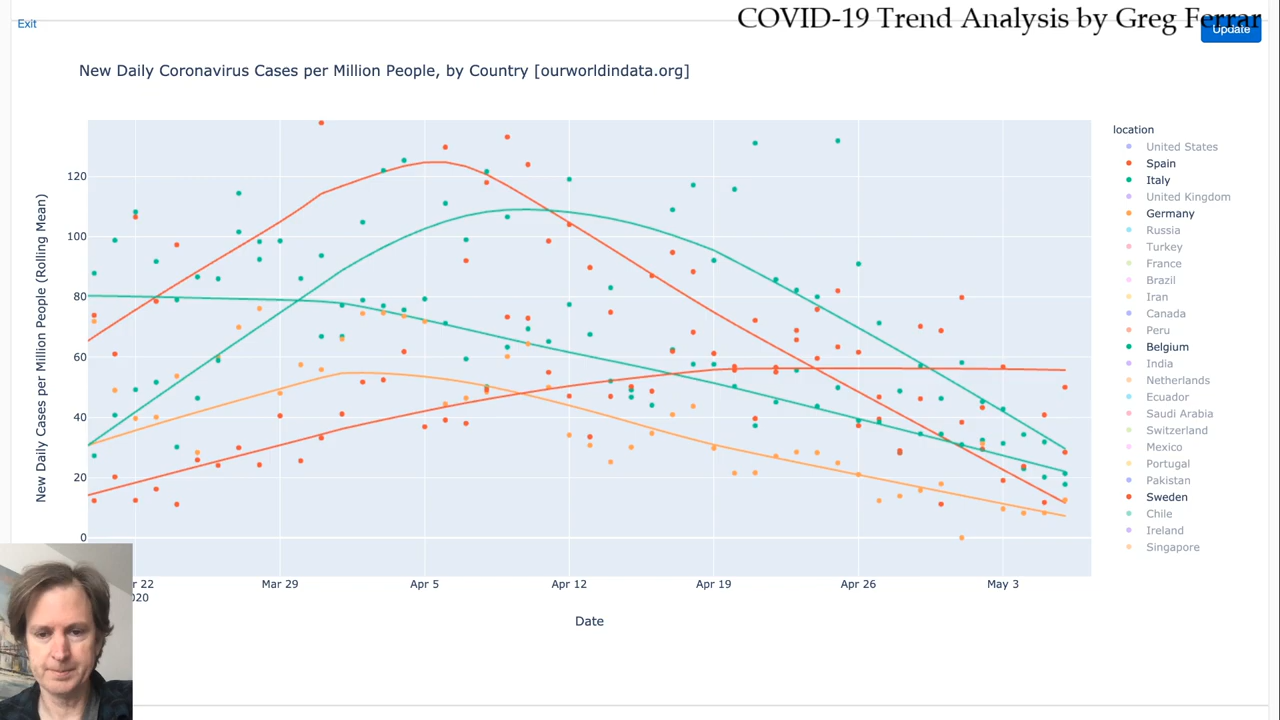 COVID-19 Trend Analysis by Greg Ferrar
Exit
Update
New Daily Coronavirus Cases per Million People, by Country [ourworldindata.org]
New Daily Cases per Million People (Rolling Mean)
120
100
80
60
40
20
0
r 22
020
Mar 29
Apr 5
Apr 12
Apr 19
Apr 26
May 3
Date
location
United States
Spain
Italy
United Kingdom
Germany
Russia
Turkey
France
Brazil
Iran
Canada
Peru
Belgium
India
Netherlands
Ecuador
Saudi Arabia
Switzerland
Mexico
Portugal
Pakistan
Sweden
Chile
Ireland
Singapore